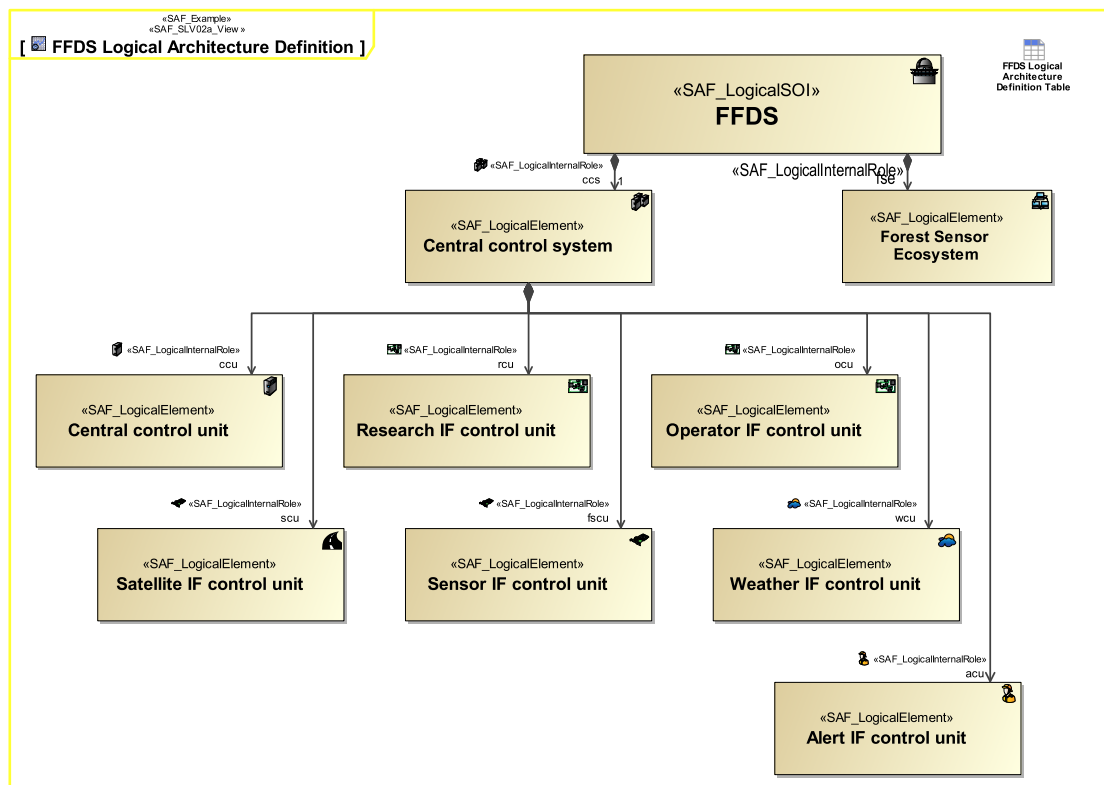 «SAF_Example»
«SAF_SLV02a_View »
[ FFDS Logical Architecture Definition ]
FFDS Logical
Architecture
Definition Table
«SAF_LogicalSOI»
FFDS
«SAF_LogicalInternalRole»
ccs
1
«SAF_LogicalInternalRole»
fse
«SAF_LogicalElement»
Central control system
«SAF_LogicalElement»
Forest Sensor
Ecosystem
«SAF_LogicalInternalRole»
ccu
«SAF_LogicalInternalRole»
rcu
«SAF_LogicalInternalRole»
ocu
«SAF_LogicalElement»
Central control unit
«SAF_LogicalElement»
Research IF control unit
«SAF_LogicalElement»
Operator IF control unit
«SAF_LogicalInternalRole»
scu
«SAF_LogicalInternalRole»
fscu
«SAF_LogicalInternalRole»
wcu
«SAF_LogicalElement»
Satellite IF control unit
«SAF_LogicalElement»
Sensor IF control unit
«SAF_LogicalElement»
Weather IF control unit
«SAF_LogicalInternalRole»
acu
«SAF_LogicalElement»
Alert IF control unit